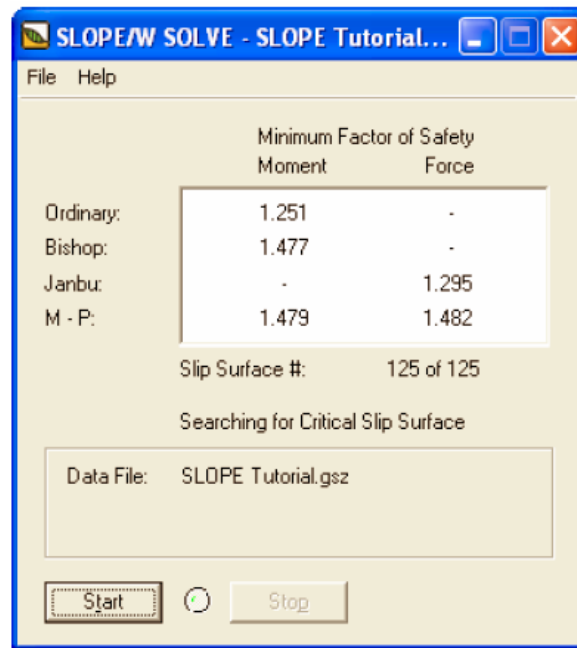 SLOPE/W SOLVE - SLOPE Tutorial...
File Help
Minimum Factor of Safety
Moment Force
Ordinary: 1.251 -
Bishop: 1.477 -
Janbu: - 1.295
M - P: 1.479 1.482
Slip Surface #: 125 of 125
Searching for Critical Slip Surface
Data File: SLOPE Tutorial.gsz
Start Stop